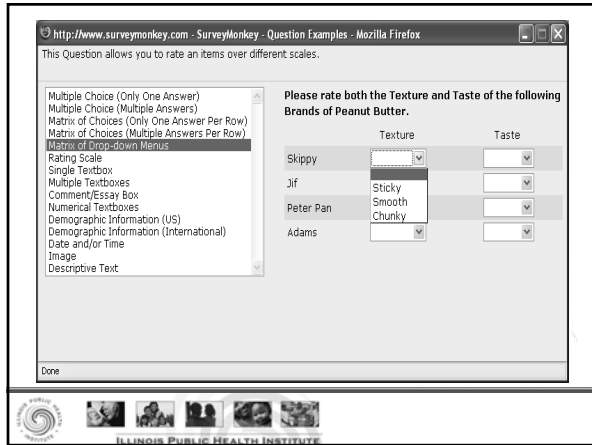 http://www.surveymonkey.com - SurveyMonkey - Question Examples - Mozilla Firefox
This Question allows you to rate an items over different scales.
Multiple Choice (Only One Answer)
Multiple Choice (Multiple Answers)
Matrix of Choices (Only One Answer Per Row)
Matrix of Choices (Multiple Answers Per Row)
Matrix of Drop-down Menus
Rating Scale
Single Textbox
Multiple Textboxes
Comment/Essay Box
Numerical Textboxes
Demographic Information (US)
Demographic Information (International)
Date and/or Time
Image
Descriptive Text
Please rate both the Texture and Taste of the following
Brands of Peanut Butter.
Texture Taste
Skippy
Jif
Peter Pan
Adams
Sticky
Smooth
Chunky
Done
ILLINOIS PUBLIC HEALTH INSTITUTE
ILLINOIS PUBLIC HEALTH INSTITUTE